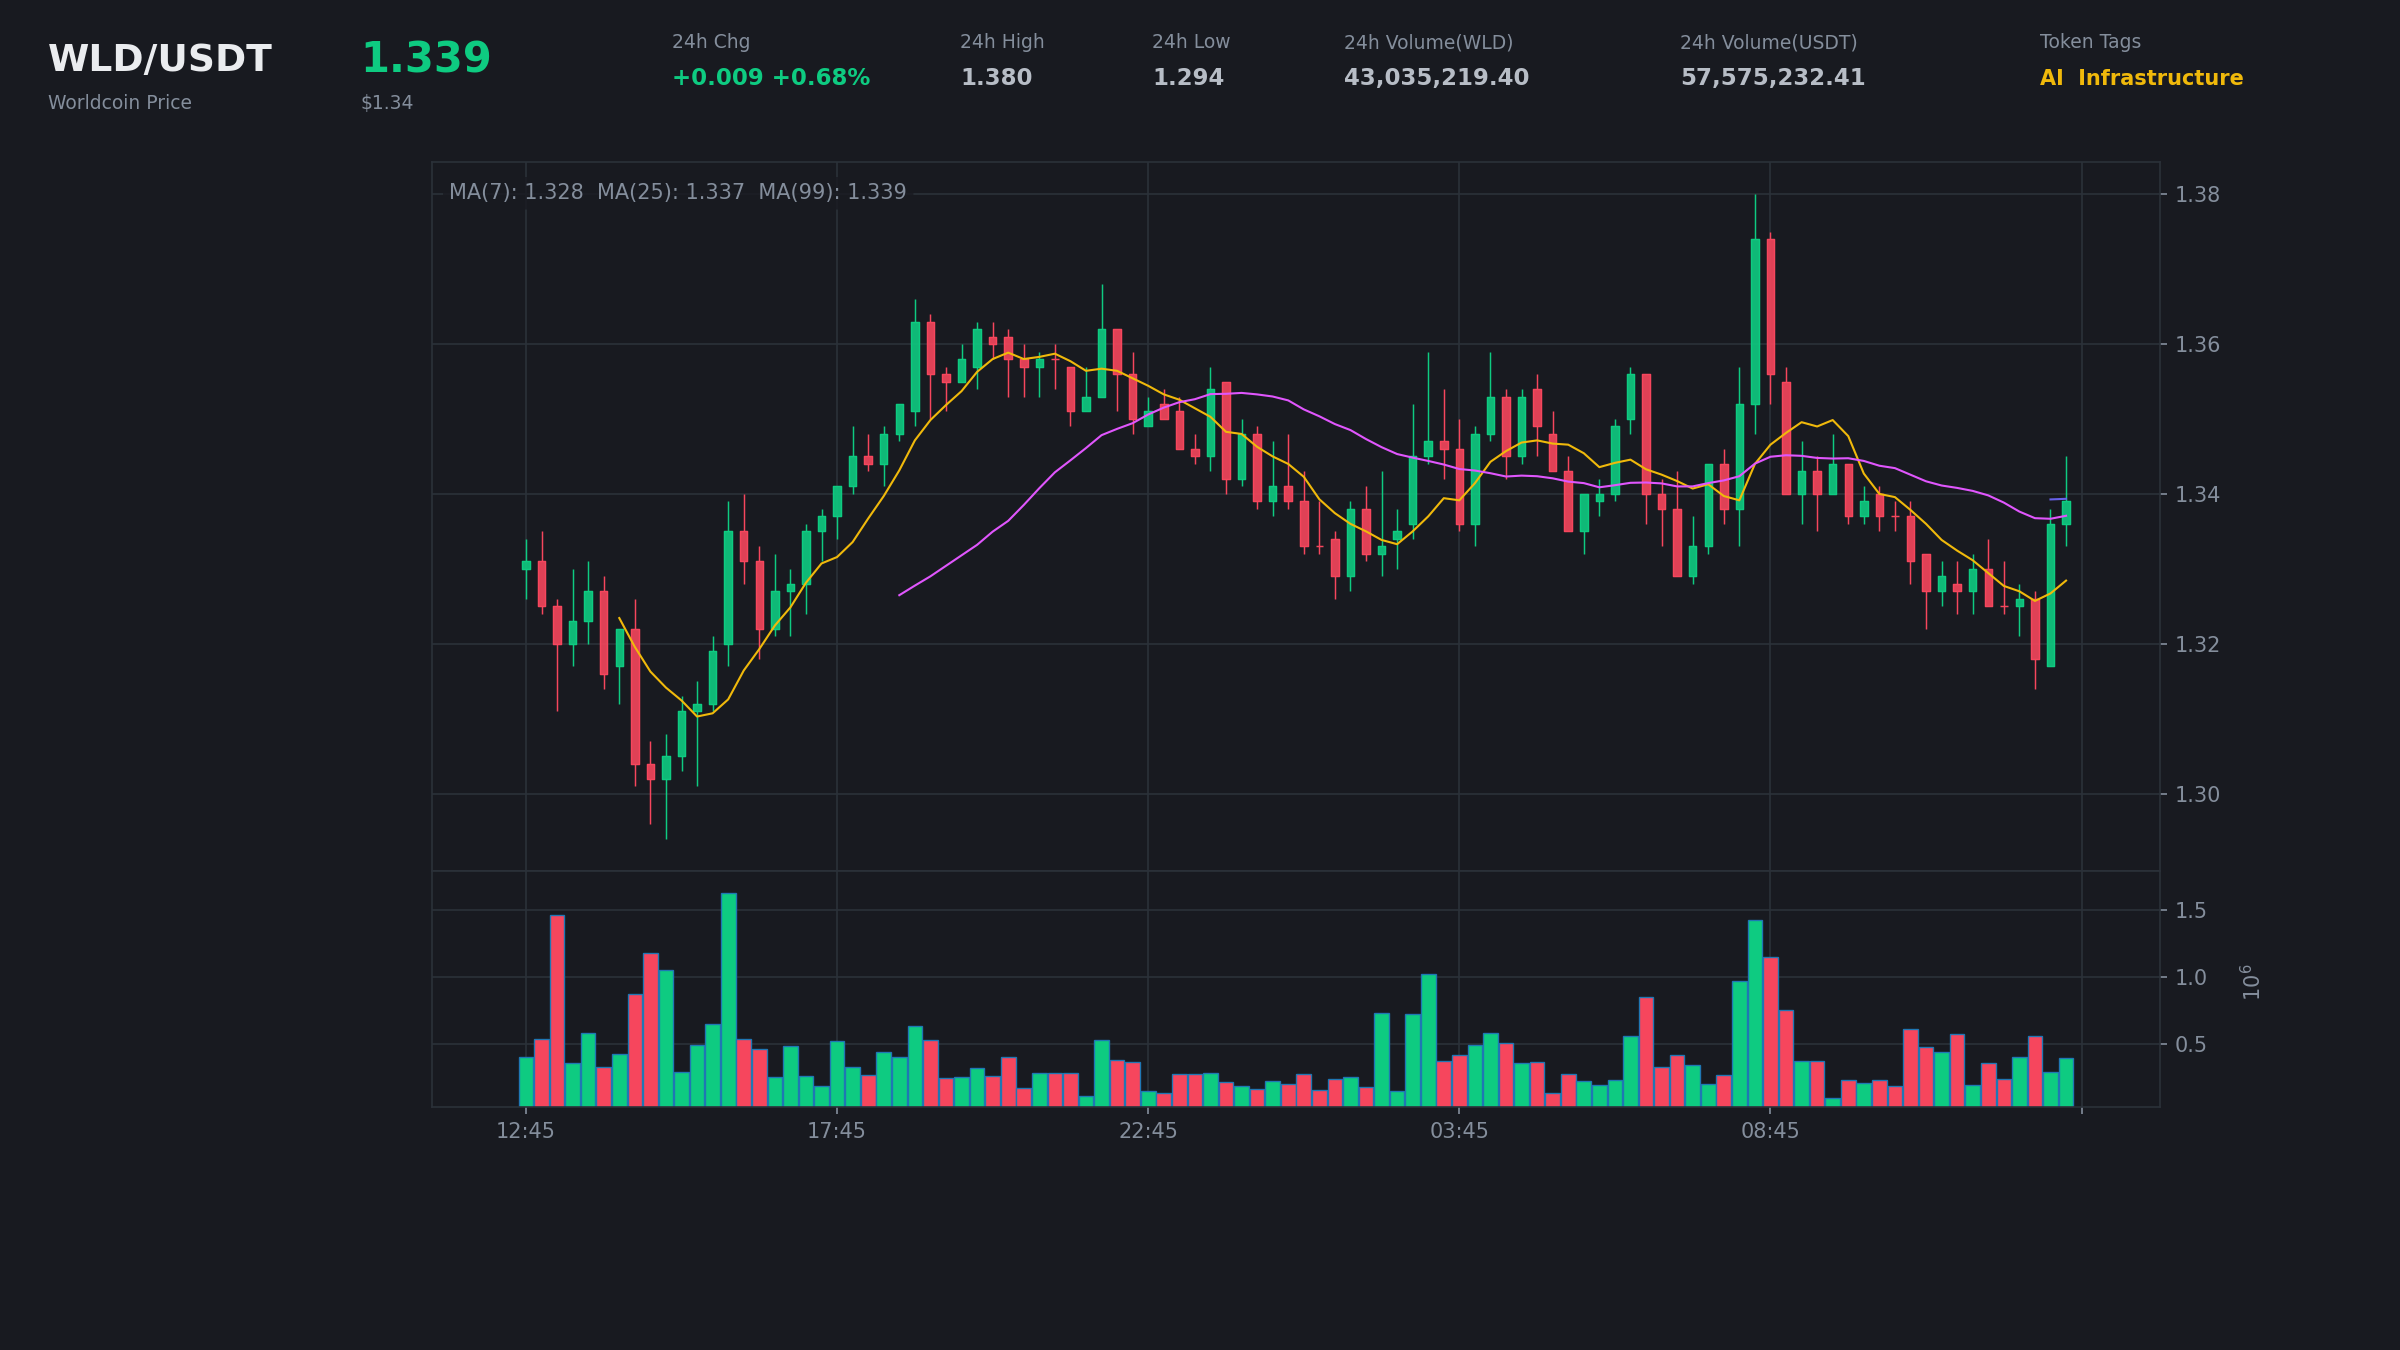 WLD/USDT
Worldcoin Price
1.339
$1.34
24h Chg
+0.009 +0.68%
24h High
1.380
24h Low
1.294
24h Volume(WLD)
43,035,219.40
24h Volume(USDT)
57,575,232.41
Token Tags
AI  Infrastructure
MA(7): 1.328  MA(25): 1.337  MA(99): 1.339
1.38
1.36
1.34
1.32
1.30
1.5
1.0
0.5
10⁶
12:45
17:45
22:45
03:45
08:45